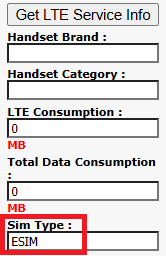 Get LTE Service Info
Handset Brand :
Handset Category :
LTE Consumption :
0
MB
Total Data Consumption
:
0
MB
Sim Type :
ESIM